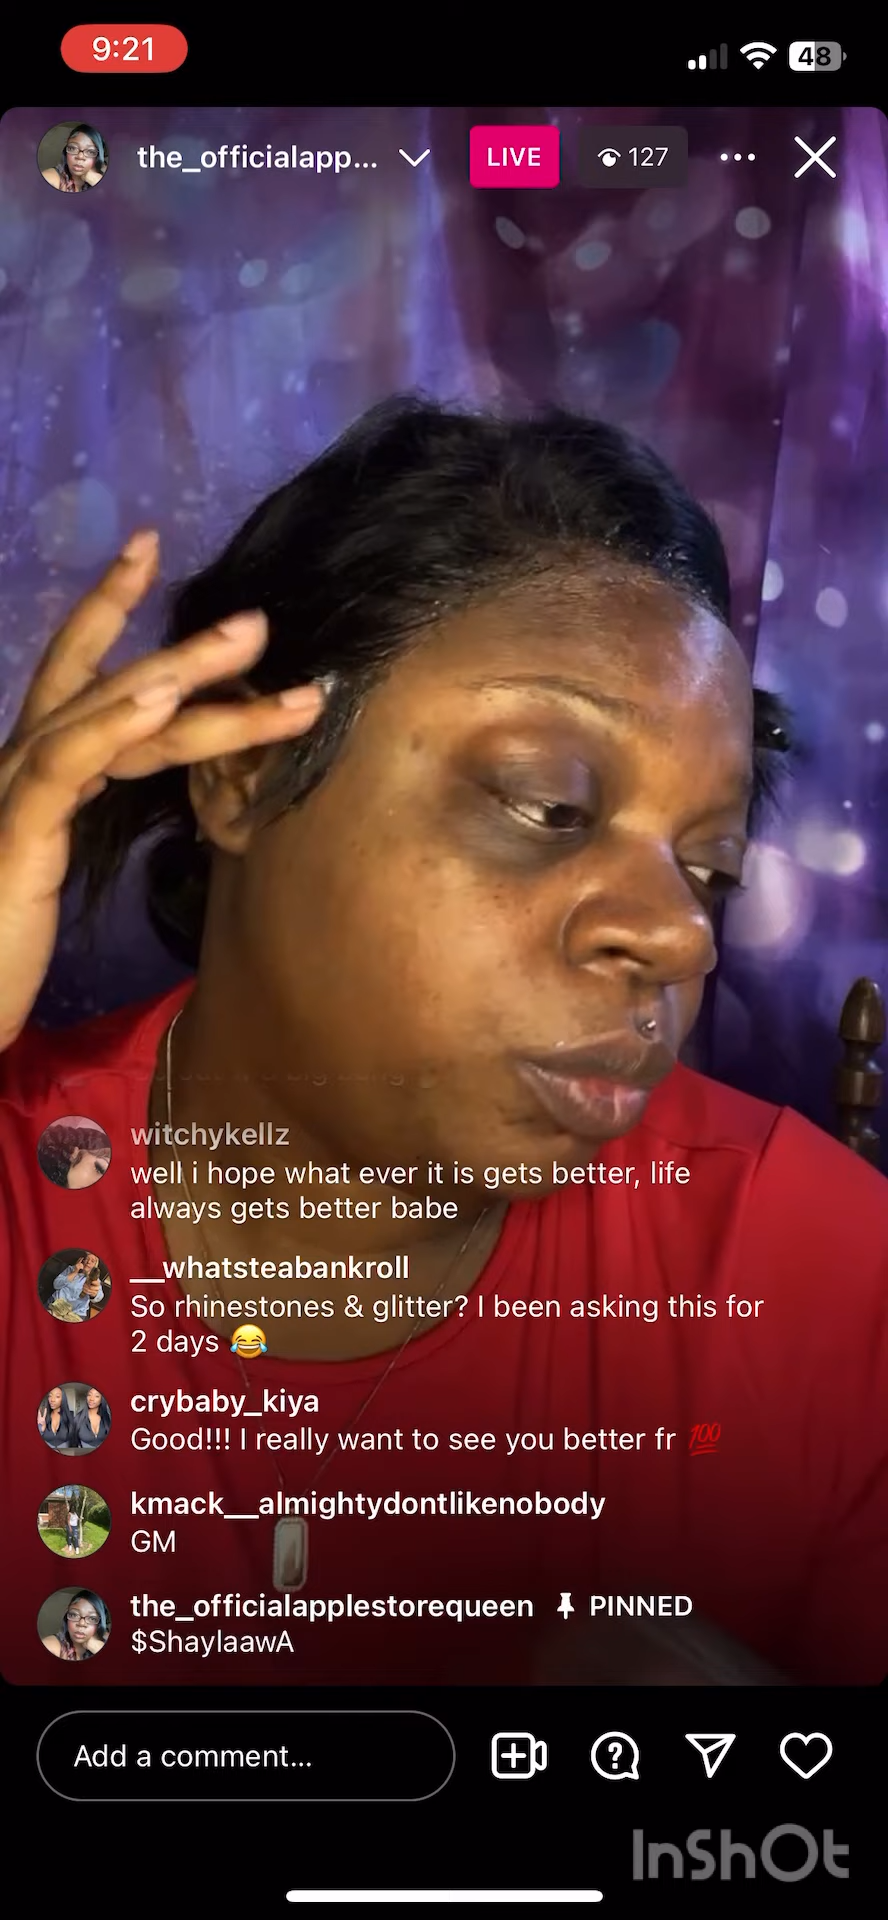 9:21
48
the_officialapp...
LIVE
127
witchykellz
well i hope what ever it is gets better, life
always gets better babe
__whatsteabankroll
So rhinestones & glitter? I been asking this for
2 days 😂
crybaby_kiya
Good!!! I really want to see you better fr 💯
kmack__almightydontlikenobody
GM
the_officialapplestorequeen PINNED
$ShaylaawA
Add a comment...
InShOt